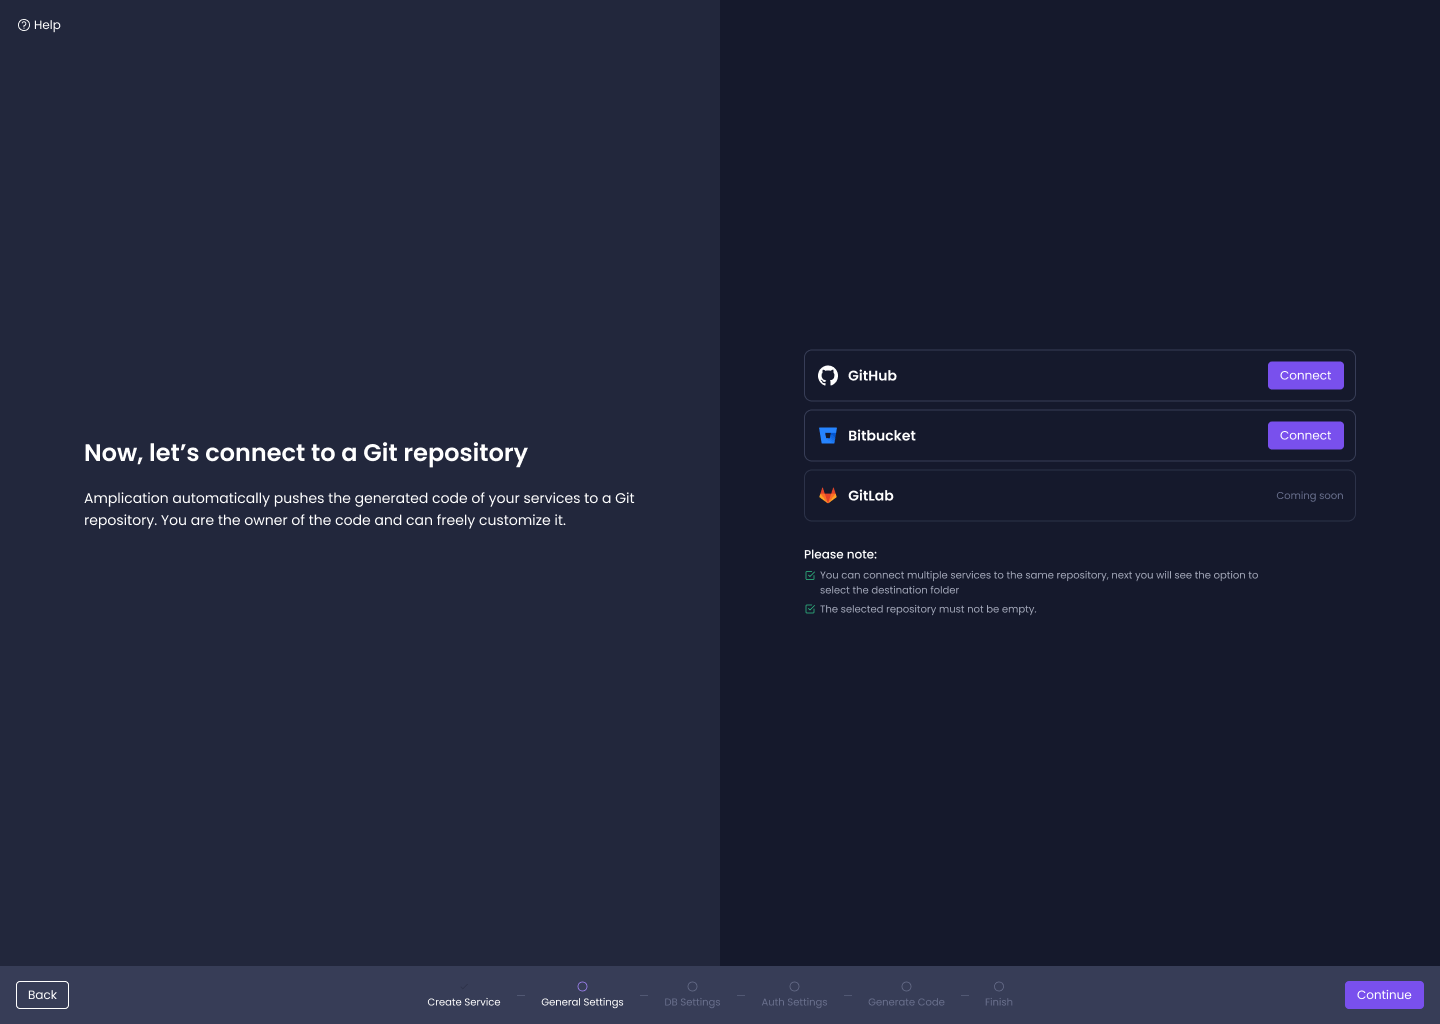 Help
Now, let’s connect to a Git repository
Amplication automatically pushes the generated code of your services to a Git
repository. You are the owner of the code and can freely customize it.
GitHub
Connect
Bitbucket
Connect
GitLab
Coming soon
Please note:
You can connect multiple services to the same repository, next you will see the option to
select the destination folder
The selected repository must not be empty.
Back
Create Service
General Settings
DB Settings
Auth Settings
Generate Code
Finish
Continue